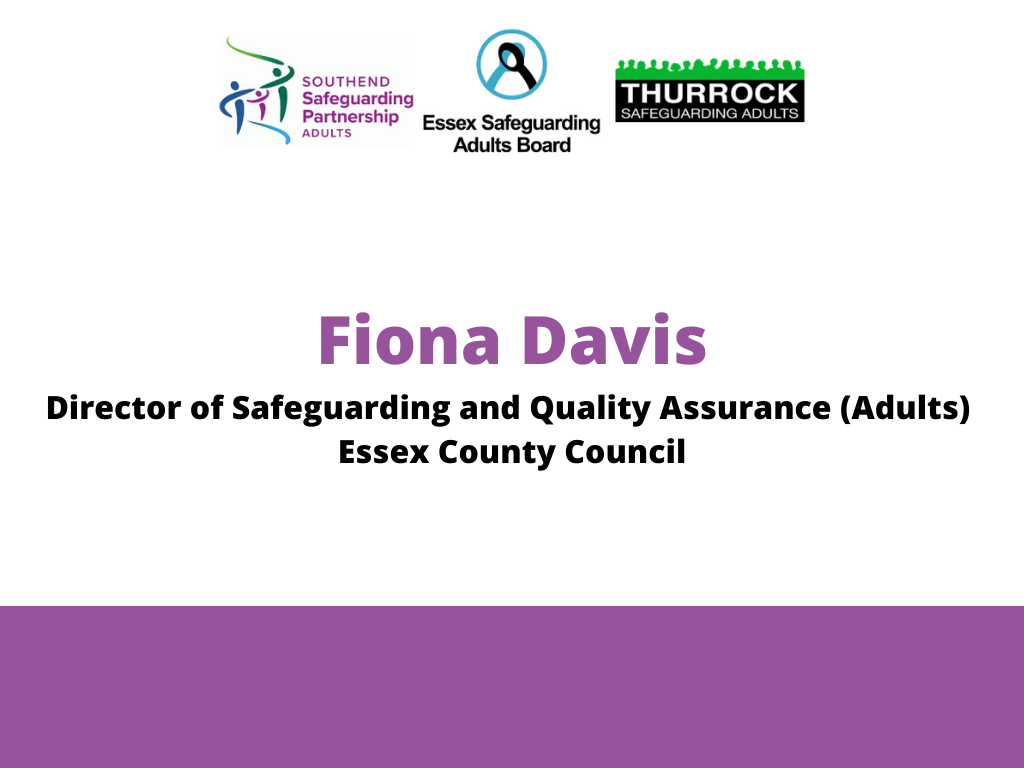 SOUTHEND
Safeguarding
Partnership
ADULTS
Essex Safeguarding
Adults Board
THURROCK
SAFEGUARDING ADULTS
Fiona Davis
Director of Safeguarding and Quality Assurance (Adults)
Essex County Council